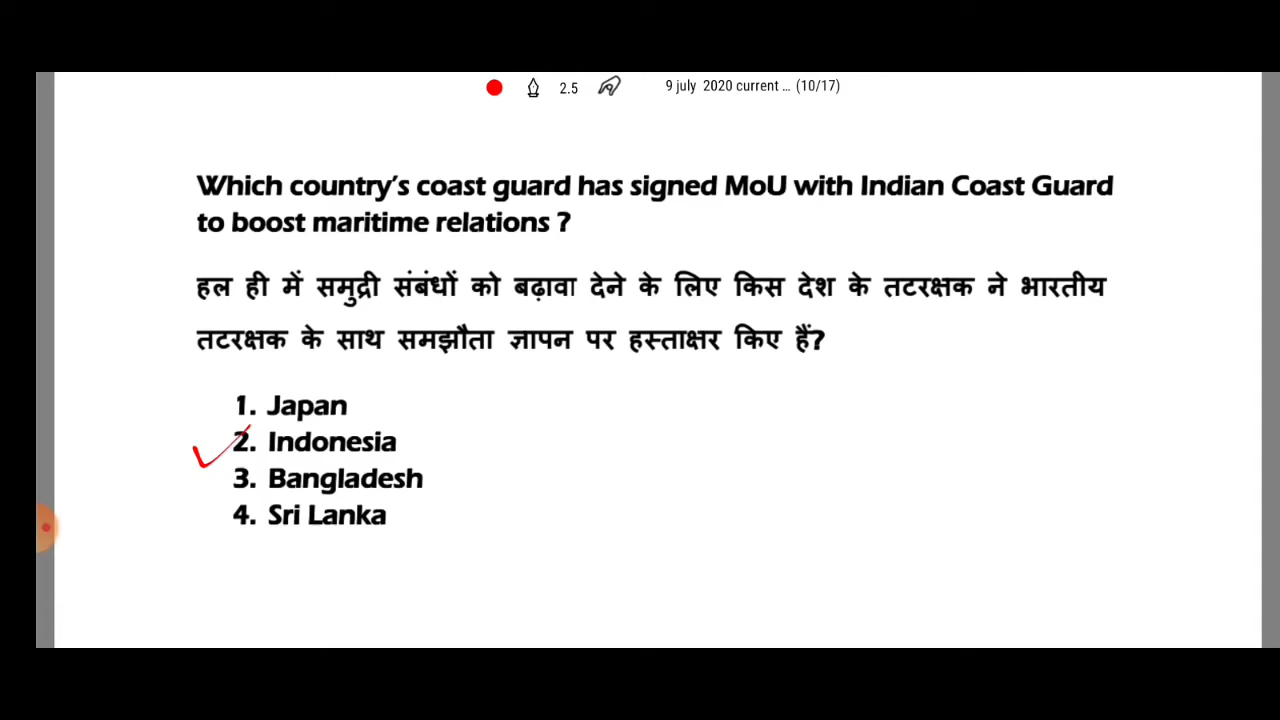 2.5 9 july 2020 current ... (10/17)
Which country's coast guard has signed MoU with Indian Coast Guard
to boost maritime relations ?
हल ही में समुद्री संबंधों को बढ़ावा देने के लिए किस देश के तटरक्षक ने भारतीय
तटरक्षक के साथ समझौता ज्ञापन पर हस्ताक्षर किए हैं?
1. Japan
2. Indonesia
3. Bangladesh
4. Sri Lanka